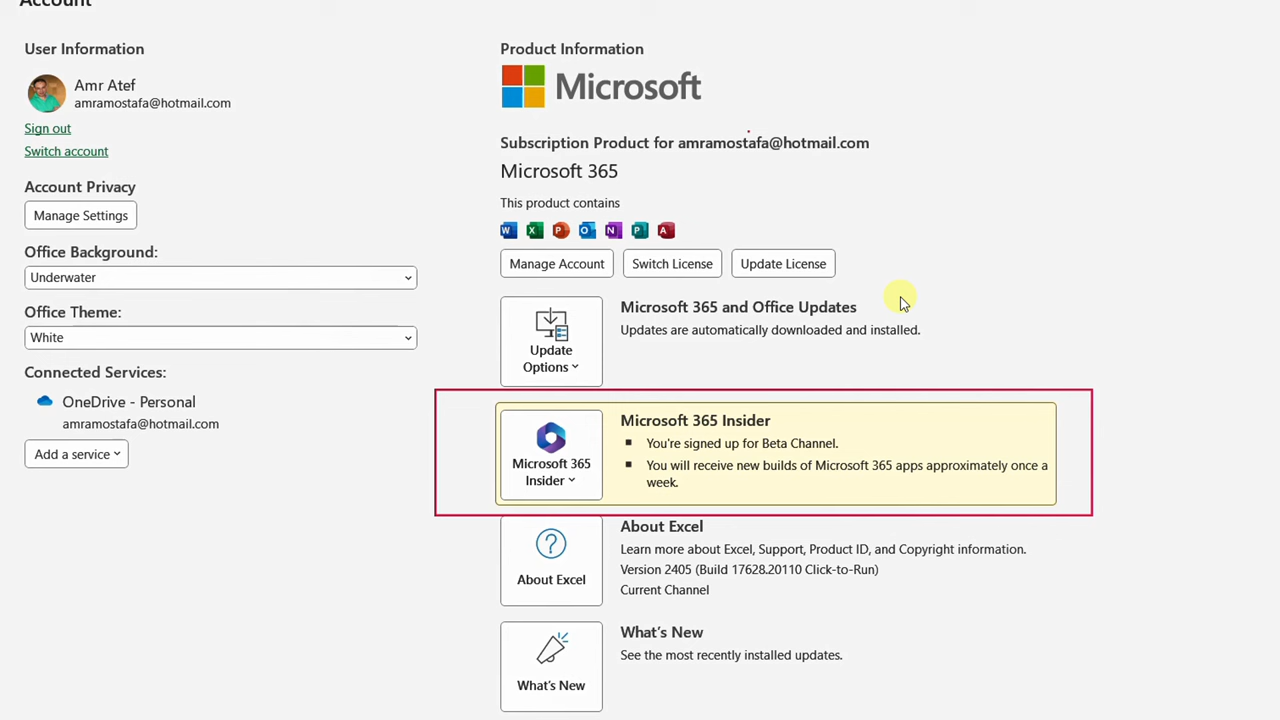 Account
User Information
Amr Atef
amramostafa@hotmail.com
Sign out
Switch account
Account Privacy
Manage Settings
Office Background:
Underwater
Office Theme:
White
Connected Services:
OneDrive - Personal
amramostafa@hotmail.com
Add a service
Product Information
Microsoft
Subscription Product for amramostafa@hotmail.com
Microsoft 365
This product contains
W X P O N P A
Manage Account Switch License Update License
Update
Options
Microsoft 365 and Office Updates
Updates are automatically downloaded and installed.
Microsoft 365
Insider
Microsoft 365 Insider
You're signed up for Beta Channel.
You will receive new builds of Microsoft 365 apps approximately once a
week.
About Excel
About Excel
Learn more about Excel, Support, Product ID, and Copyright information.
Version 2405 (Build 17628.20110 Click-to-Run)
Current Channel
What's New
What's New
See the most recently installed updates.